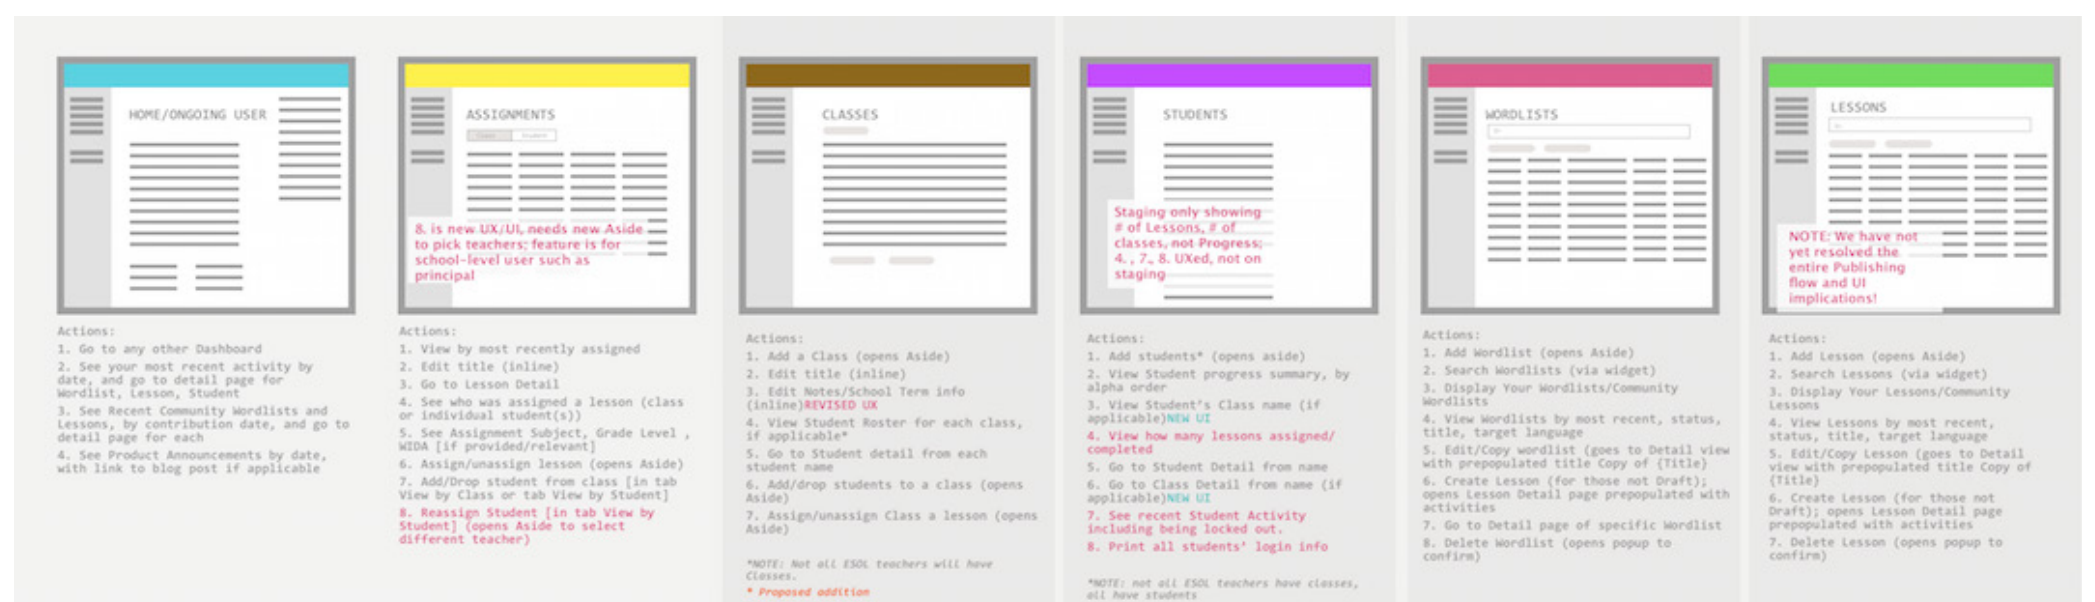 HOME/ONGOING USER
Actions:
1. Go to any other Dashboard
2. See your most recent activity by
date, and go to detail page for
Wordlist, Lesson, Student
3. See Recent Community Wordlists and
Lessons, by contribution date, and go to
detail page for each
4. See Product Announcements by date,
with link to blog post if applicable
ASSIGNMENTS
Class Student
8. is new UX/UI, needs new Aside
to pick teachers; feature is for
school-level user such as
principal
Actions:
1. View by most recently assigned
2. Edit title (inline)
3. Go to Lesson Detail
4. See who was assigned a lesson (class
or individual student(s))
5. See Assignment Subject, Grade Level ,
WIDA [if provided/relevant]
6. Assign/unassign lesson (opens Aside)
7. Add/Drop student from class [in tab
View by Class or tab View by Student]
8. Reassign Student [in tab View by
Student] (opens Aside to select
different teacher)
CLASSES
Actions:
1. Add a Class (opens Aside)
2. Edit title (inline)
3. Edit Notes/School Term info
(inline)REVISED UX
4. View Student Roster for each class,
if applicable*
5. Go to Student detail from each
student name
6. Add/drop students to a class (opens
Aside)
7. Assign/unassign Class a lesson (opens
Aside)
*NOTE: Not all ESOL teachers will have
Classes.
* Proposed addition
STUDENTS
Staging only showing
# of Lessons, # of
classes, not Progress;
4. , 7., 8. UXed, not on
staging
Actions:
1. Add students* (opens aside)
2. View Student progress summary, by
alpha order
3. View Student's Class name (if
applicable)NEW UI
4. View how many lessons assigned/
completed
5. Go to Student Detail from name
6. Go to Class Detail from name (if
applicable)NEW UI
7. See recent Student Activity
including being locked out.
8. Print all students' login info
*NOTE: not all ESOL teachers have classes,
all have students
WORDLISTS
Actions:
1. Add Wordlist (opens Aside)
2. Search Wordlists (via widget)
3. Display Your Wordlists/Community
Wordlists
4. View Wordlists by most recent, status,
title, target language
5. Edit/Copy wordlist (goes to Detail view
with prepopulated title Copy of {Title)
6. Create Lesson (for those not Draft);
opens Lesson Detail page prepopulated with
activities
7. Go to Detail page of specific Wordlist
8. Delete Wordlist (opens popup to
confirm)
LESSONS
NOTE: We have not
yet resolved the
entire Publishing
flow and UI
implications!
Actions:
1. Add Lesson (opens Aside)
2. Search Lessons (via widget)
3. Display Your Lessons/Community
Lessons
4. View Lessons by most recent,
status, title, target language
5. Edit/Copy Lesson (goes to Detail
view with prepopulated title Copy of
{Title)
6. Create Lesson (for those not
Draft); opens Lesson Detail page
prepopulated with activities
7. Delete Lesson (opens popup to
confirm)